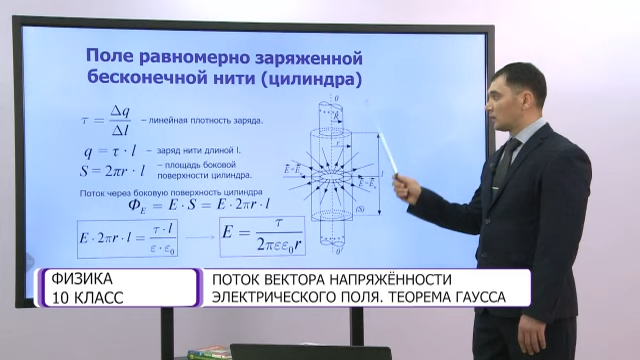 Поле равномерно заряженной
бесконечной нити (цилиндра)
τ = Δq/Δl – линейная плотность заряда.
q = τ · l – заряд нити длиной l.
S = 2πr · l – площадь боковой
поверхности цилиндра.
Поток через боковую поверхность цилиндра
Φ_E = E · S = E · 2πr · l
E · 2πr · l = τ · l / ε · ε₀
E = τ / 2πεε₀r
0
R
r
l
(S)
0'
ФИЗИКА
10 КЛАСС
ПОТОК ВЕКТОРА НАПРЯЖЁННОСТИ
ЭЛЕКТРИЧЕСКОГО ПОЛЯ. ТЕОРЕМА ГАУССА